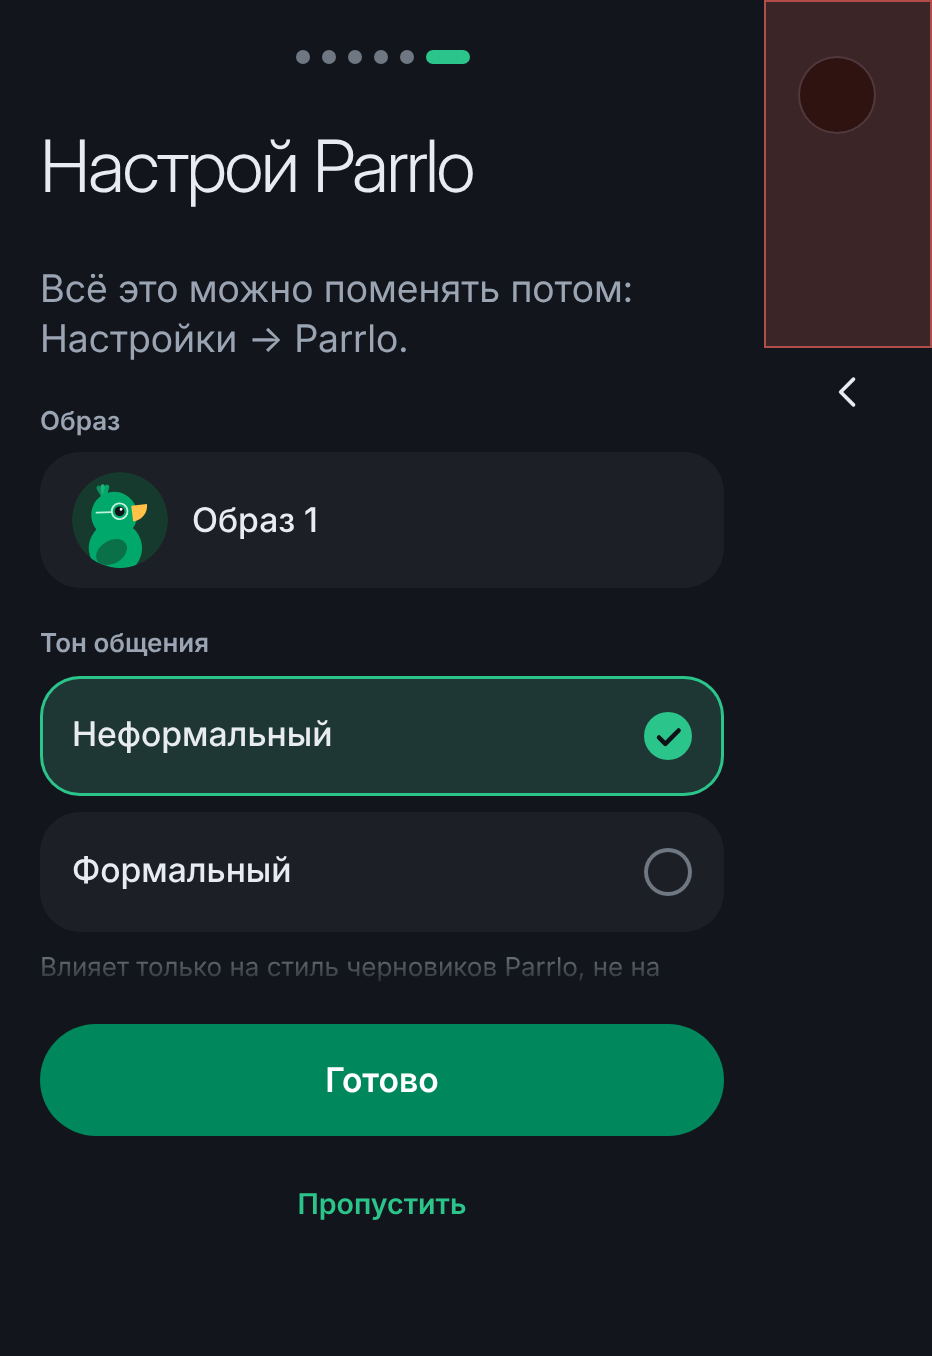 Настрой Parrlo
Всё это можно поменять потом:
Настройки → Parrlo.
Образ
Образ 1
Тон общения
Неформальный
Формальный
Влияет только на стиль черновиков Parrlo, не на
Готово
Пропустить